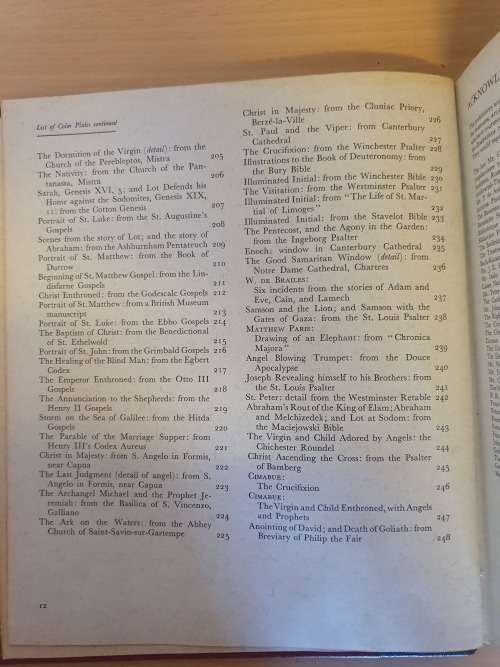 List of Color Plates continued
The Dormition of the Virgin (detail): from the
Church of the Perebleptos, Mistra 205
The Nativity: from the Church of the Pan-
tanassa, Mistra 206
Sarah, Genesis XVI, 5; and Lot Defends his
Home against the Sodomites, Genesis XIX,
11: from the Cotton Genesis 207
Portrait of St. Luke: from the St. Augustine's
Gospels 208
Scenes from the story of Lot; and the story of
Abraham: from the Ashburnham Pentateuch 209
Portrait of St. Matthew: from the Book of
Durrow 210
Beginning of St. Matthew Gospel: from the Lin-
disfarne Gospels 211
Christ Enthroned: from the Godescalc Gospels 212
Portrait of St. Matthew: from a British Museum
manuscript 213
Portrait of St. Luke: from the Ebbo Gospels 214
The Baptism of Christ: from the Benedictional
of St. Ethelwold 215
Portrait of St. John: from the Grimbald Gospels 216
The Healing of the Blind Man: from the Egbert
Codex 217
The Emperor Enthroned: from the Otto III
Gospels 218
The Annunciation to the Shepherds: from the
Henry II Gospels 219
Storm on the Sea of Galilee: from the Hitda
Gospels 220
The Parable of the Marriage Supper: from
Henry III's Codex Aureus 221
Christ in Majesty: from S. Angelo in Formis,
near Capua 222
The Last Judgment (detail of angel): from S.
Angelo in Formis, near Capua 223
The Archangel Michael and the Prophet Je-
remiah: from the Basilica of S. Vincenzo,
Galliano 224
The Ark on the Waters: from the Abbey
Church of Saint-Savin-sur-Gartempe 225
12
Christ in Majesty: from the Cluniac Priory,
Berzé-la-Ville 226
St. Paul and the Viper: from Canterbury
Cathedral 227
The Crucifixion: from the Winchester Psalter 228
Illustrations to the Book of Deuteronomy: from
the Bury Bible 229
Illuminated Initial: from the Winchester Bible 230
The Visitation: from the Westminster Psalter 231
Illuminated Initial: from "The Life of St. Mar-
tial of Limoges" 232
Illuminated Initial: from the Stavelot Bible 233
The Pentecost, and the Agony in the Garden:
from the Ingeborg Psalter 234
Enoch: window in Canterbury Cathedral 235
The Good Samaritan Window (detail): from
Notre Dame Cathedral, Chartres 236
W. DE BRAILES:
Six incidents from the stories of Adam and
Eve, Cain, and Lamech 237
Samson and the Lion; and Samson with the
Gates of Gaza: from the St. Louis Psalter 238
MATTHEW PARIS:
Drawing of an Elephant: from "Chronica
Majora" 239
Angel Blowing Trumpet: from the Douce
Apocalypse 240
Joseph Revealing himself to his Brothers: from
the St. Louis Psalter 241
St. Peter: detail from the Westminster Retable 242
Abraham's Rout of the King of Elam; Abraham
and Melchizedek; and Lot at Sodom: from
the Maciejowski Bible 243
The Virgin and Child Adored by Angels: the
Chichester Roundel 244
Christ Ascending the Cross: from the Psalter
of Bamberg 245
CIMABUE:
The Crucifixion 246
CIMABUE:
The Virgin and Child Enthroned, with Angels
and Prophets 247
Anointing of David; and Death of Goliath: from
Breviary of Philip the Fair 248